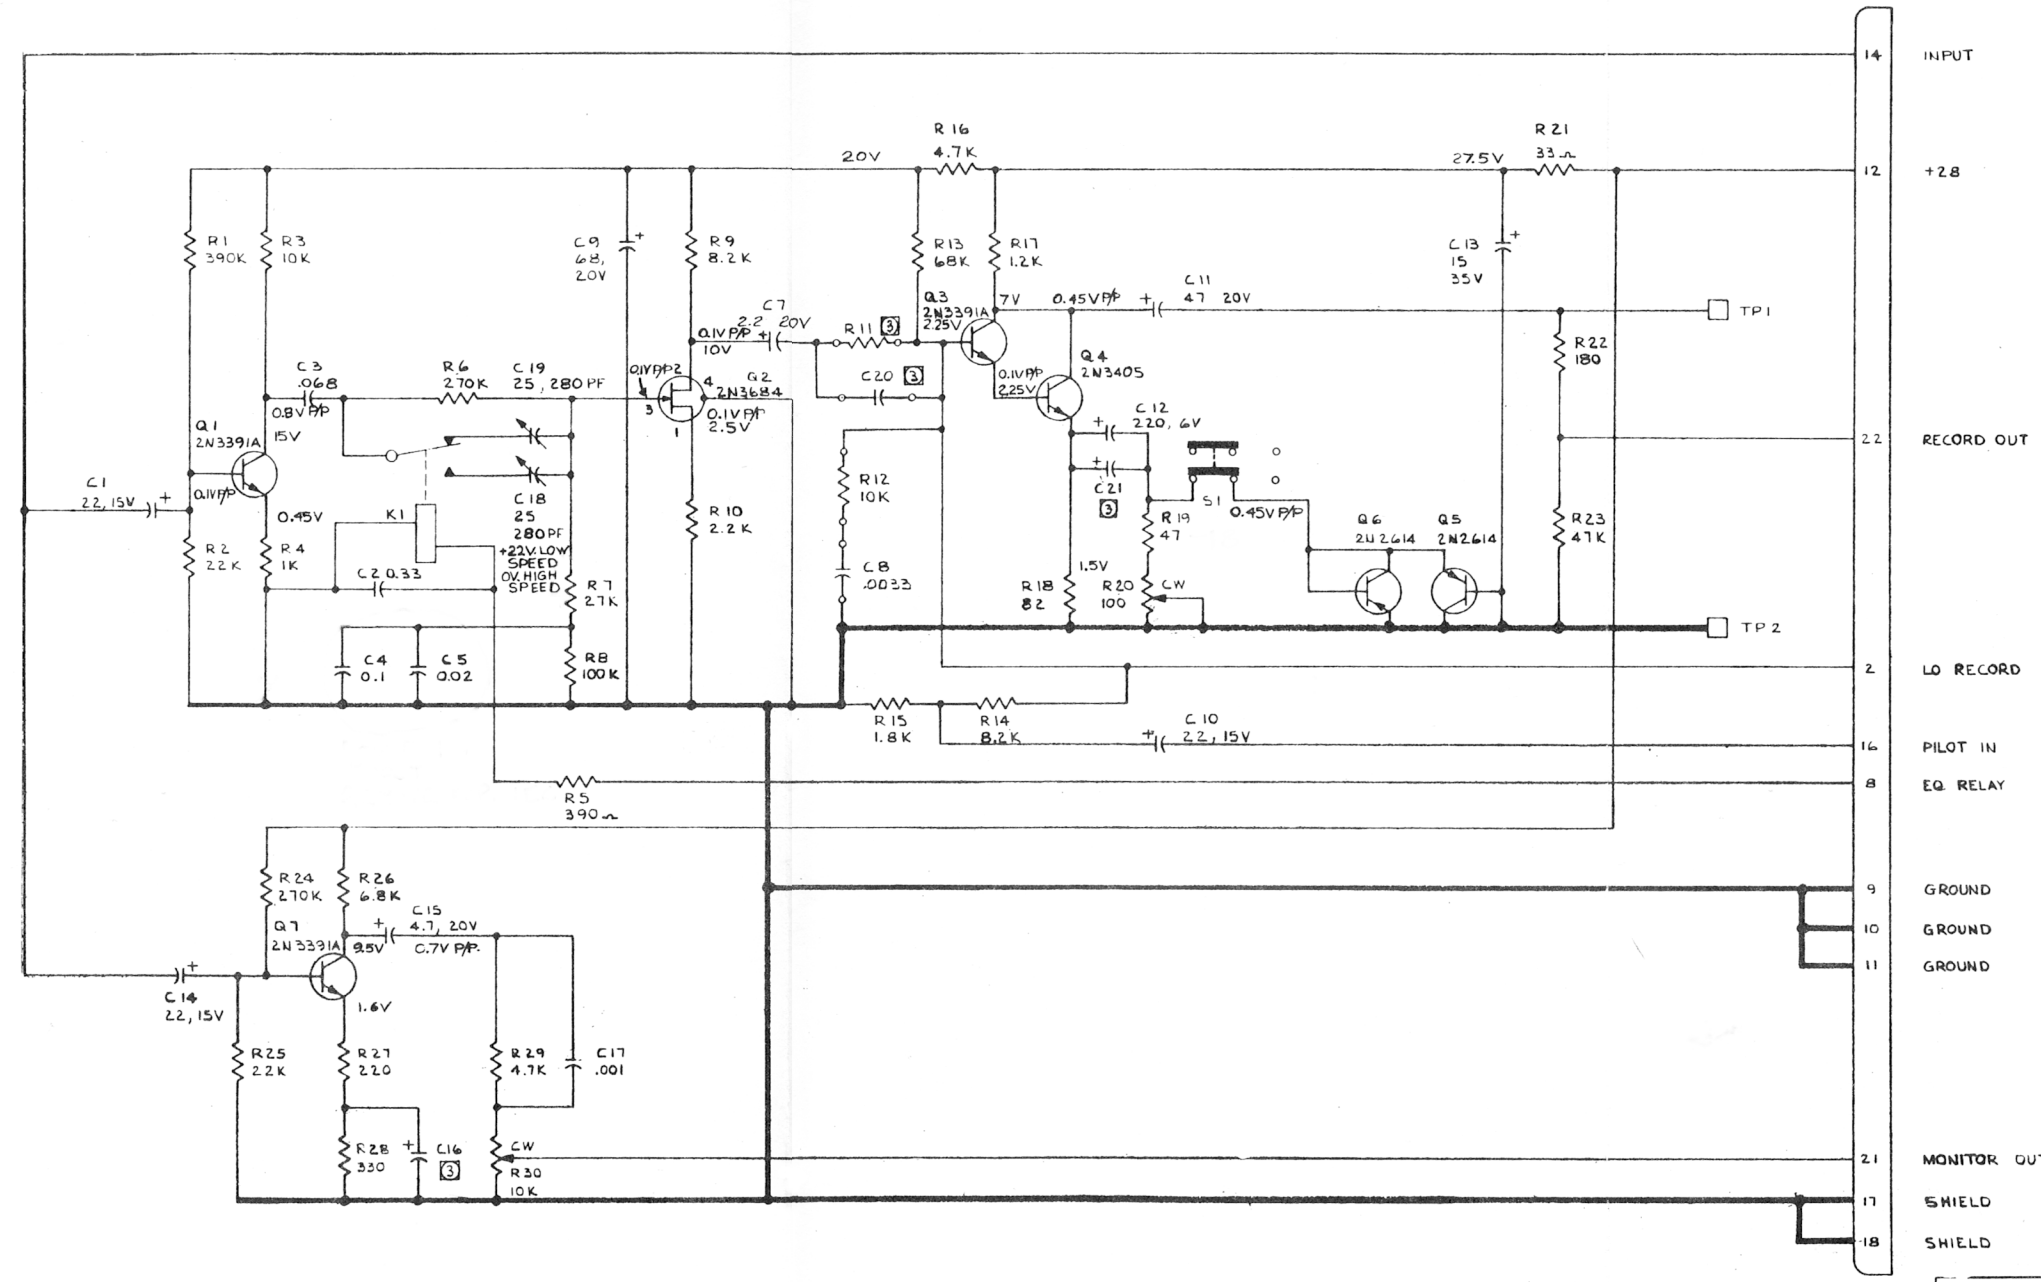 14 INPUT
R 16
4.7K
R 21
33Ω
20V
27.5V
12 +28
R1
390K
R3
10K
C9
68,
20V
R9
8.2K
R13
68K
R17
1.2K
C13
15
35V
+
+
C11
47 20V
Q3
2N3391A
2.25V
7V
0.45V P/P
+
TP1
C7
2.2 20V
+
0.1V P/P
10V
R11 3
R22
180
C3
.068
0.8V P/P
R6
270K
C19
25, 280PF
0.1V P/P 2
4
Q2
2N3684
3
0.1V P/P
2.5V
1
C20 3
0.1V P/P
2.25V
Q4
2N3405
C12
220, 6V
+
Q1
2N3391A
15V
22 RECORD OUT
C1
22, 15V
+
0.1V P/P
0.45V
K1
C18
25
280PF
+22V. LOW
SPEED
0V. HIGH
SPEED
R10
2.2K
R12
10K
+
C21
3
S1
0.45V P/P
R19
47
Q6
2N2614
Q5
2N2614
R23
47K
R2
22K
R4
1K
C2 0.33
R7
27K
C8
.0033
1.5V
R18
82
R20
100
CW
TP2
C4
0.1
C5
0.02
R8
100K
2 LO RECORD
R15
1.8K
R14
8.2K
C10
22, 15V
+
16 PILOT IN
R5
390Ω
8 EQ RELAY
R24
270K
R26
6.8K
9 GROUND
C15
4.7, 20V
+
0.7V P/P.
Q7
2N3391A
9.5V
10 GROUND
11 GROUND
C14
22, 15V
+
1.6V
R25
22K
R27
220
R29
4.7K
C17
.001
R28
330
+
C16
3
CW
R30
10K
21 MONITOR OUT
17 SHIELD
18 SHIELD